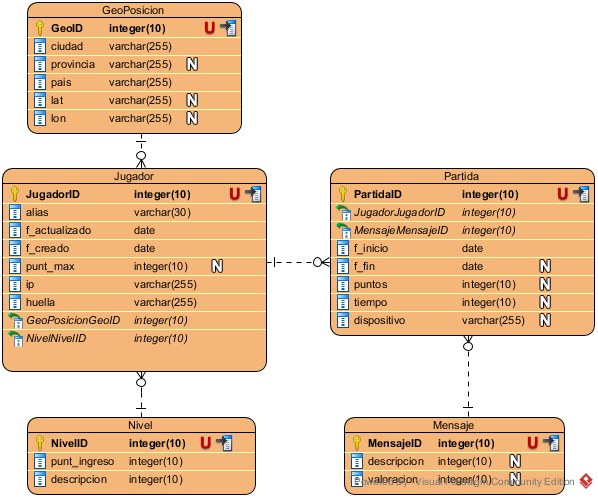 GeoPosicion
GeoID integer(10) U
ciudad varchar(255)
provincia varchar(255) N
pais varchar(255)
lat varchar(255) N
lon varchar(255) N
Jugador
JugadorID integer(10) U
alias varchar(30)
f_actualizado date
f_creado date
punt_max integer(10) N
ip varchar(255)
huella varchar(255)
GeoPosicionGeoID integer(10)
NivelNivelID integer(10)
Partida
PartidaID integer(10) U
JugadorJugadorID integer(10)
MensajeMensajeID integer(10)
f_inicio date
f_fin date N
puntos integer(10) N
tiempo integer(10) N
dispositivo varchar(255) N
Nivel
NivelID integer(10) U
punt_ingreso integer(10)
descripcion integer(10)
Mensaje
MensajeID integer(10) U
descripcion integer(10) N
valoracion integer(10) N
Powered By Visual Paradigm Community Edition